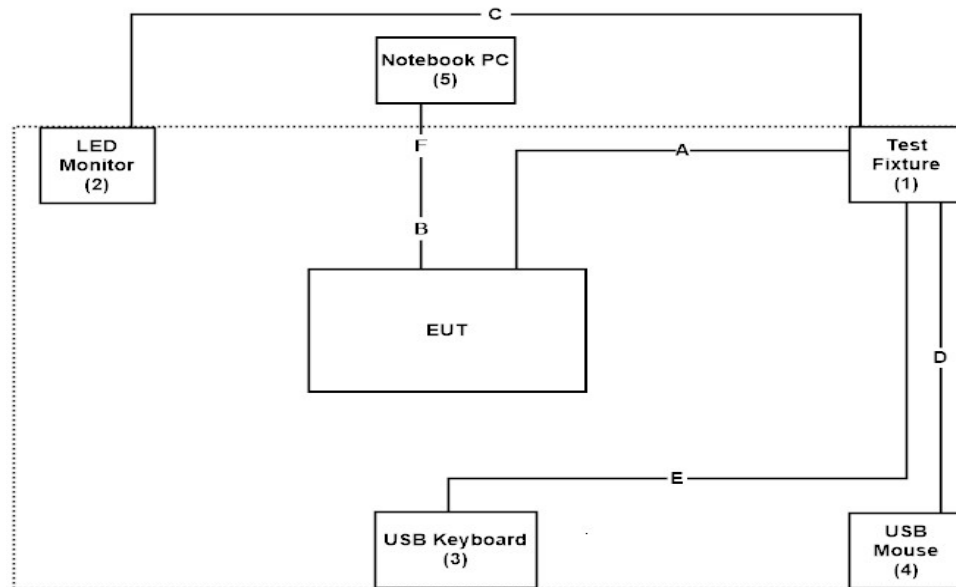 C
Notebook PC
(5)
LED
Monitor
(2)
F
A
Test
Fixture
(1)
B
EUT
D
E
USB Keyboard
(3)
USB
Mouse
(4)